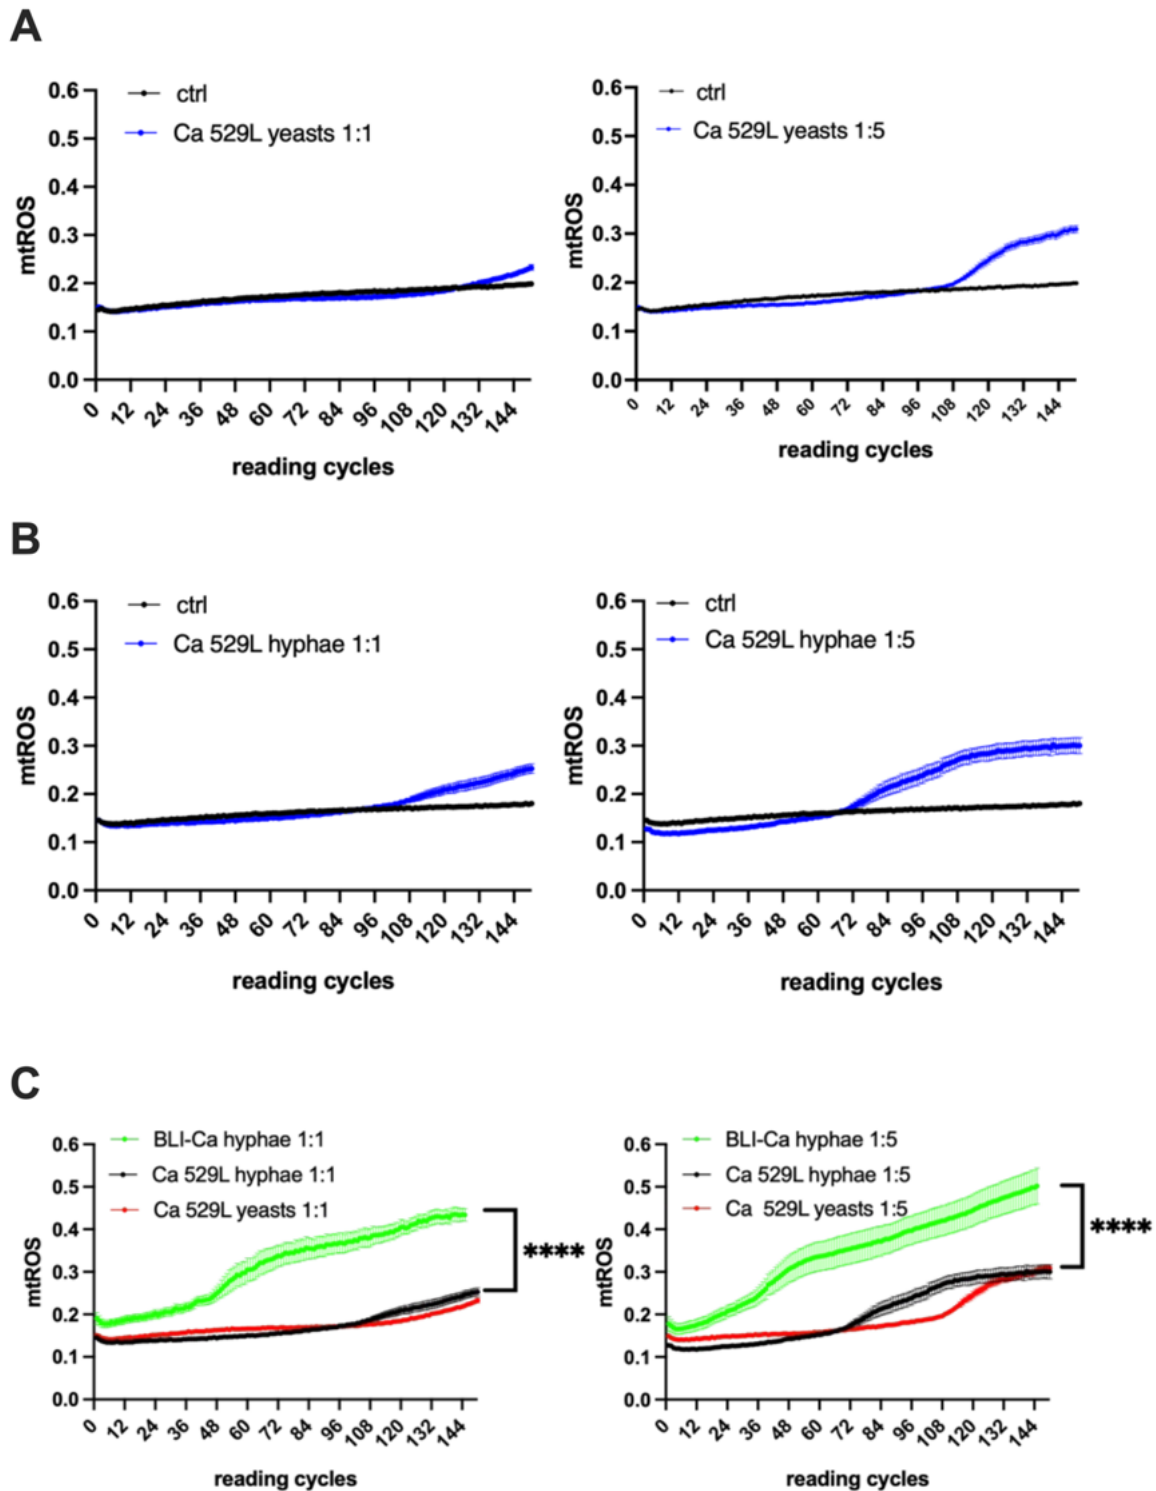 A
ctrl
Ca 529L yeasts 1:1
0.6
0.5
0.4
0.3
0.2
0.1
0.0
mtROS
0 12 24 36 48 60 72 84 96 108 120 132 144
reading cycles
ctrl
Ca 529L yeasts 1:5
0.6
0.5
0.4
0.3
0.2
0.1
0.0
mtROS
0 12 24 36 48 60 72 84 96 108 120 132 144
reading cycles
B
ctrl
Ca 529L hyphae 1:1
0.6
0.5
0.4
0.3
0.2
0.1
0.0
mtROS
0 12 24 36 48 60 72 84 96 108 120 132 144
reading cycles
ctrl
Ca 529L hyphae 1:5
0.6
0.5
0.4
0.3
0.2
0.1
0.0
mtROS
0 12 24 36 48 60 72 84 96 108 120 132 144
reading cycles
C
BLI-Ca hyphae 1:1
Ca 529L hyphae 1:1
Ca 529L yeasts 1:1
0.6
0.5
0.4
0.3
0.2
0.1
0.0
mtROS
****
0 12 24 36 48 60 72 84 96 108 120 132 144
reading cycles
BLI-Ca hyphae 1:5
Ca 529L hyphae 1:5
Ca 529L yeasts 1:5
0.6
0.5
0.4
0.3
0.2
0.1
0.0
mtROS
****
0 12 24 36 48 60 72 84 96 108 120 132 144
reading cycles